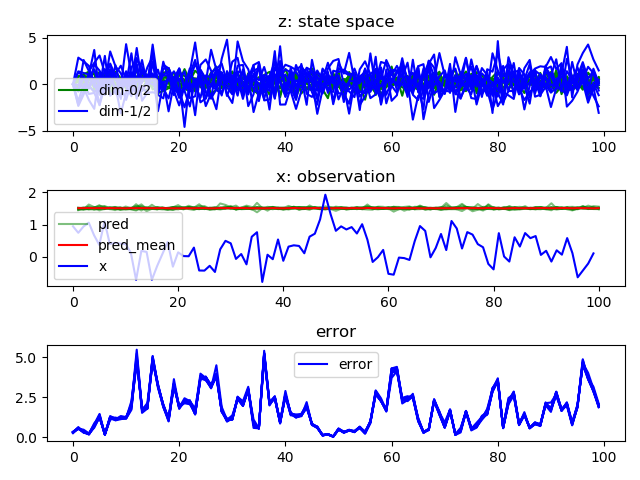 z: state space
5
0
−5
dim-0/2
dim-1/2
0 20 40 60 80 100
x: observation
2
1
0
pred
pred_mean
x
0 20 40 60 80 100
error
5.0
2.5
0.0
error
0 20 40 60 80 100